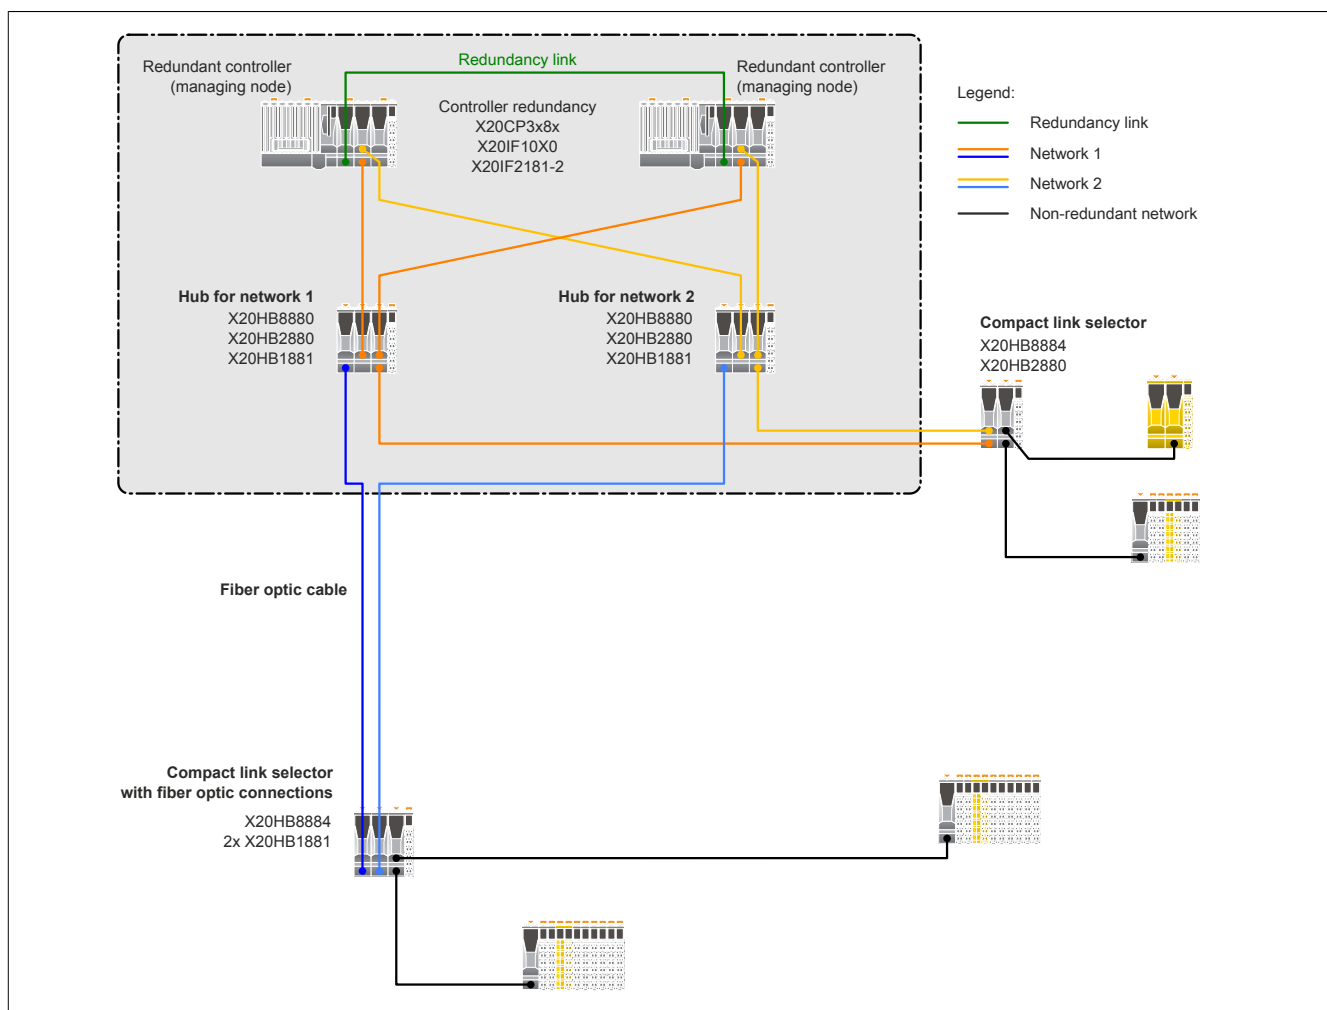 Redundancy link
Redundant controller
(managing node)
Redundant controller
(managing node)
Controller redundancy
X20CP3x8x
X20IF10X0
X20IF2181-2
Legend:
Redundancy link
Network 1
Network 2
Non-redundant network
Hub for network 1
X20HB8880
X20HB2880
X20HB1881
Hub for network 2
X20HB8880
X20HB2880
X20HB1881
Compact link selector
X20HB8884
X20HB2880
Fiber optic cable
Compact link selector
with fiber optic connections
X20HB8884
2x X20HB1881